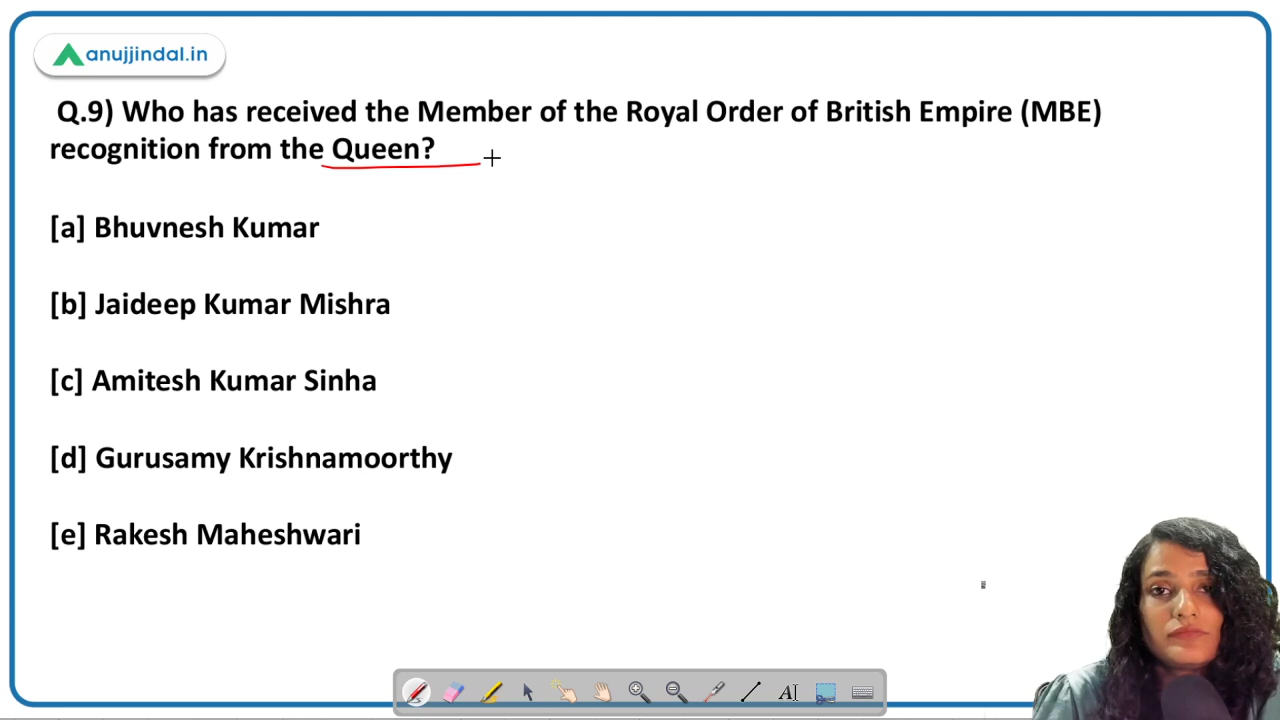 anujjindal.in
Q.9) Who has received the Member of the Royal Order of British Empire (MBE)
recognition from the Queen?
[a] Bhuvnesh Kumar
[b] Jaideep Kumar Mishra
[c] Amitesh Kumar Sinha
[d] Gurusamy Krishnamoorthy
[e] Rakesh Maheshwari
AI